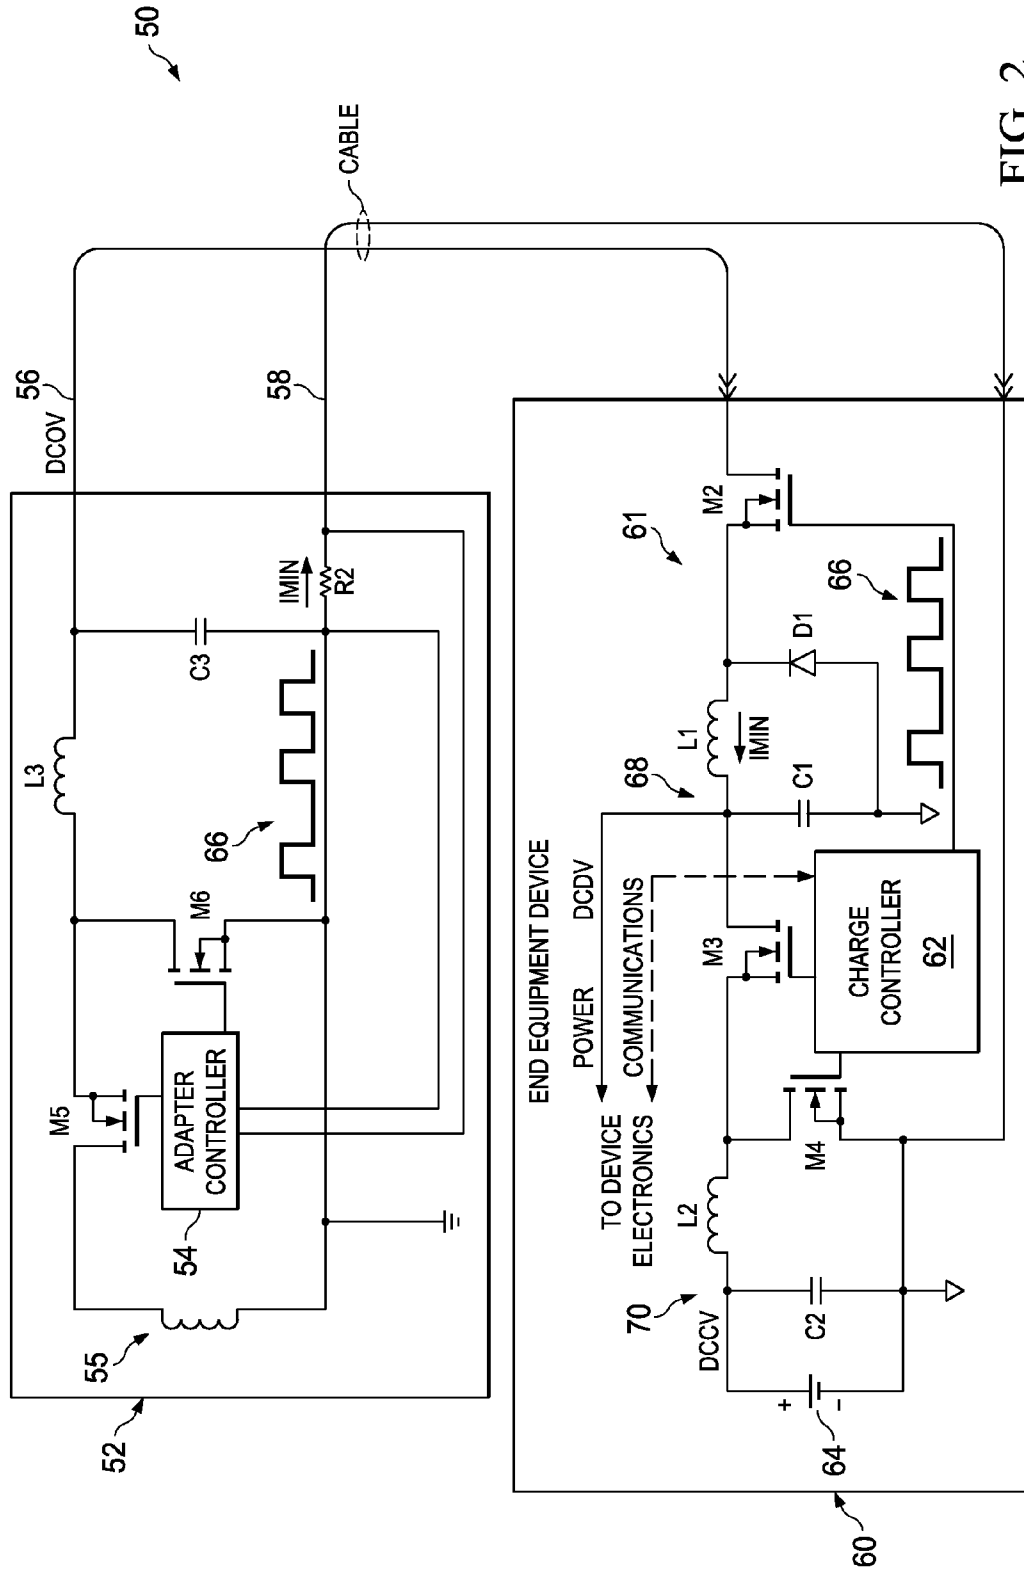 50
CABLE
56
DCOV
58
IMIN
R2
C3
L3
66
M6
M5
ADAPTER
CONTROLLER
54
55
52
M2
61
66
D1
L1
IMIN
68
C1
END EQUIPMENT DEVICE
POWER DCDV
COMMUNICATIONS
TO DEVICE
ELECTRONICS
M3
CHARGE
CONTROLLER
62
M4
L2
70
DCCV
C2
+
-
64
60
FIG. 2